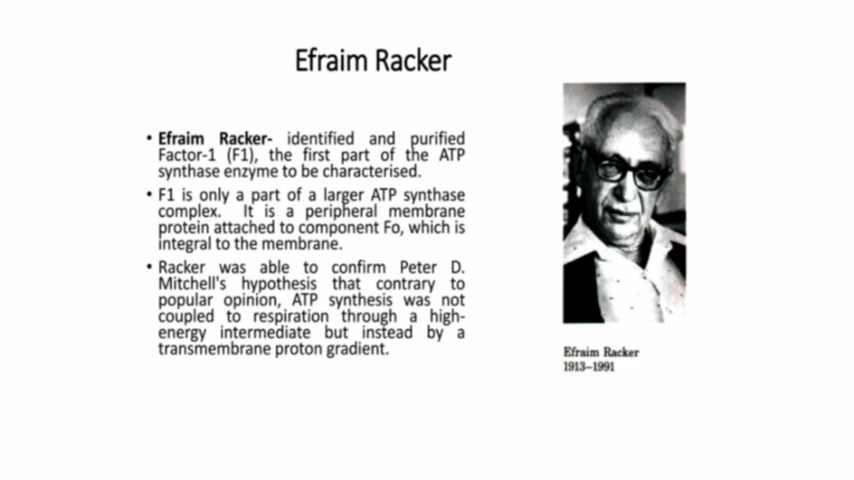 Efraim Racker
• Efraim Racker- identified and purified
Factor-1 (F1), the first part of the ATP
synthase enzyme to be characterised.
• F1 is only a part of a larger ATP synthase
complex. It is a peripheral membrane
protein attached to component Fo, which is
integral to the membrane.
• Racker was able to confirm Peter D.
Mitchell's hypothesis that contrary to
popular opinion, ATP synthesis was not
coupled to respiration through a high-
energy intermediate but instead by a
transmembrane proton gradient.
Efraim Racker
1913–1991